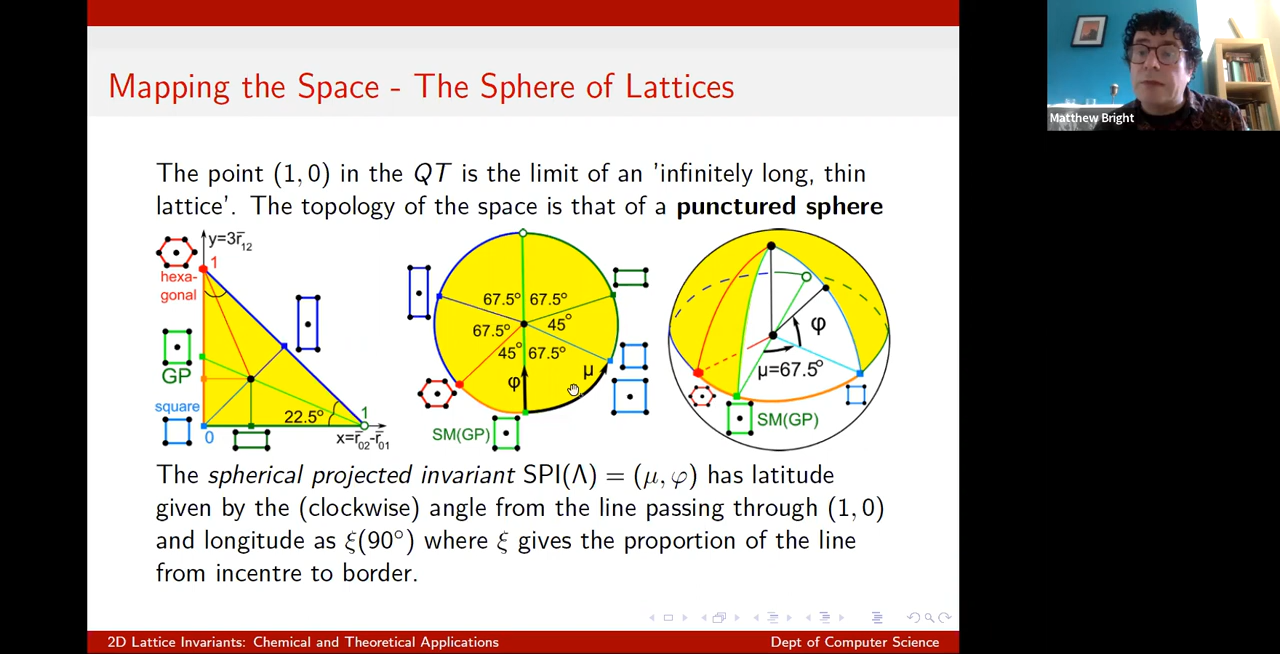 Mapping the Space - The Sphere of Lattices
Matthew Bright
The point (1, 0) in the QT is the limit of an 'infinitely long, thin
lattice'. The topology of the space is that of a punctured sphere
y=3r̄₁₂
1
hexa-
gonal
GP
square
0
22.5°
1
x=r̄₀₂-r̄₀₁
67.5°
67.5°
67.5°
45°
45°
67.5°
φ
μ
SM(GP)
φ
μ=67.5°
SM(GP)
The spherical projected invariant SPI(Λ) = (μ, φ) has latitude
given by the (clockwise) angle from the line passing through (1, 0)
and longitude as ξ(90°) where ξ gives the proportion of the line
from incentre to border.
2D Lattice Invariants: Chemical and Theoretical Applications
Dept of Computer Science